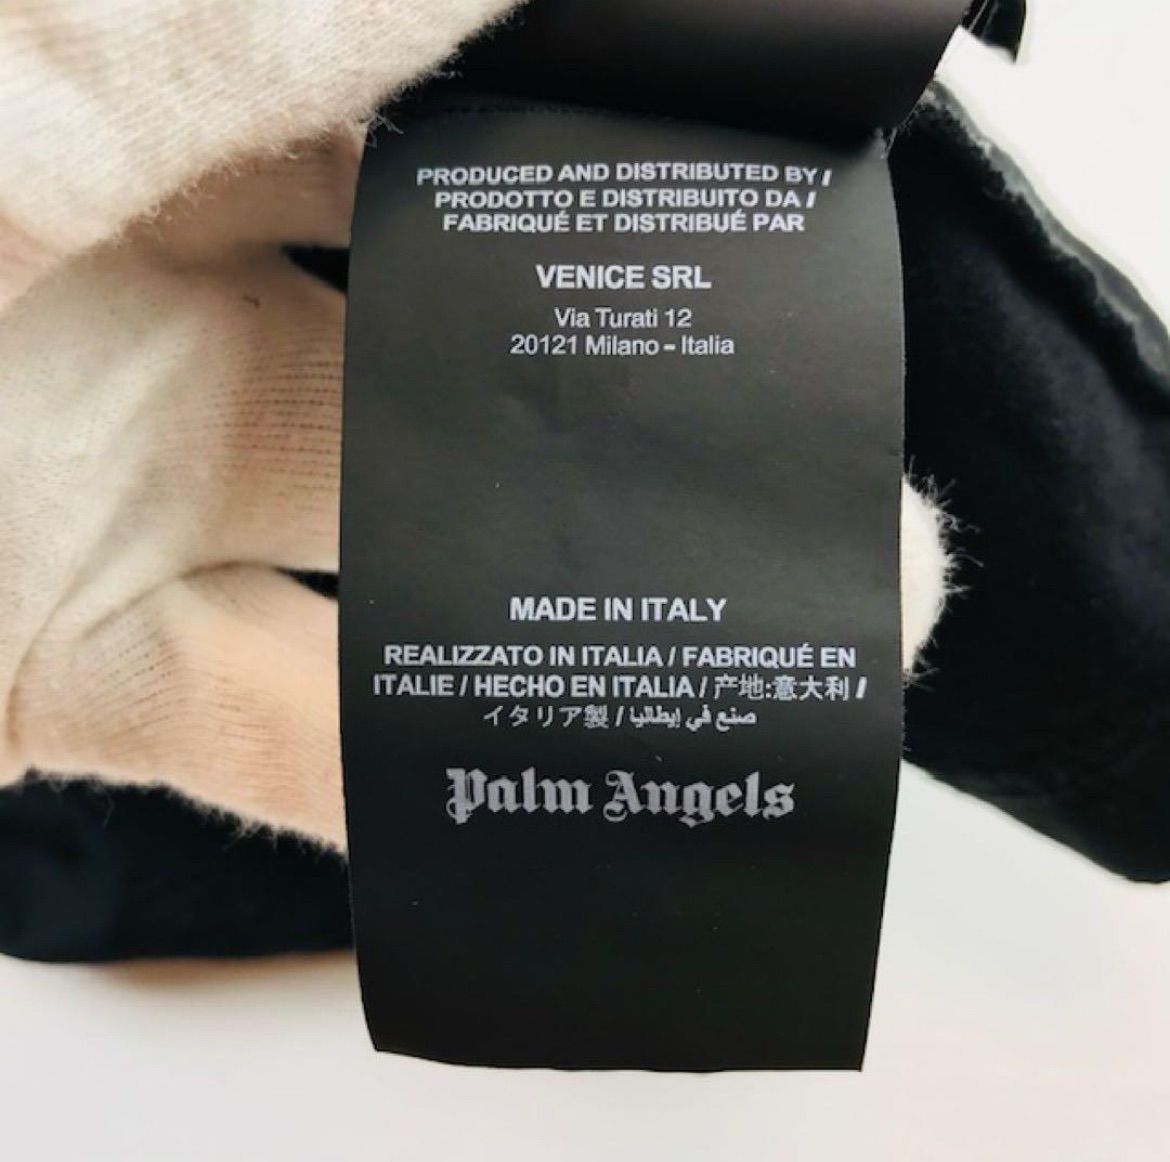 PRODUCED AND DISTRIBUTED BY /
PRODOTTO E DISTRIBUITO DA /
FABRIQUÉ ET DISTRIBUÉ PAR
VENICE SRL
Via Turati 12
20121 Milano - Italia
MADE IN ITALY
REALIZZATO IN ITALIA / FABRIQUÉ EN
ITALIE / HECHO EN ITALIA / 产地:意大利 /
イタリア製 / صنع في إيطاليا
Palm Angels